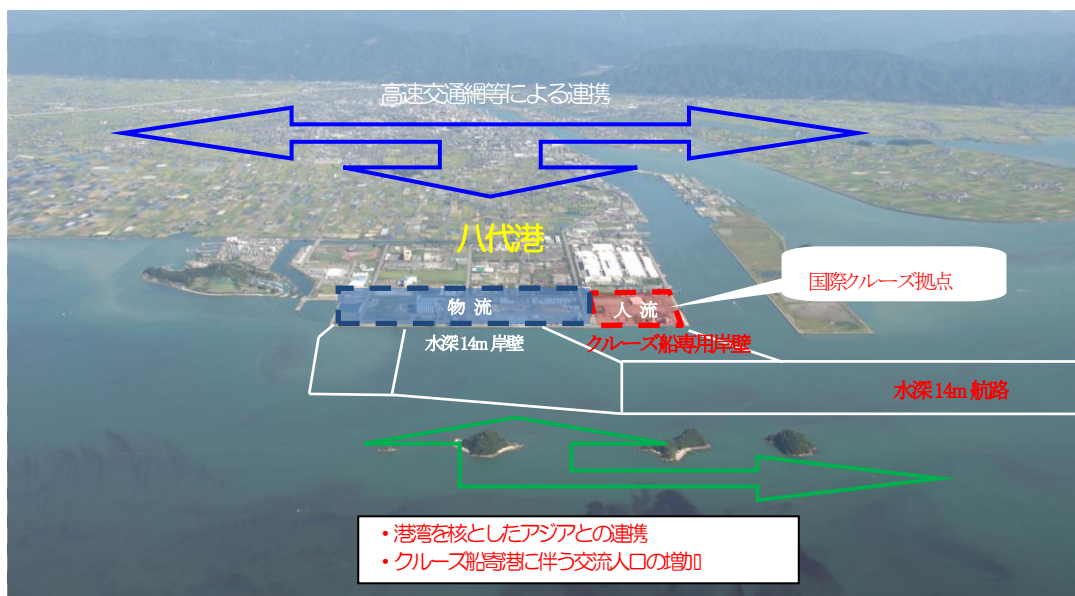 高速交通網等による連携
八代港
国際クルーズ拠点
物 流
人 流
水深14m岸壁
クルーズ船専用岸壁
水深14m航路
・港湾を核としたアジアとの連携
・クルーズ船寄港に伴う交流人口の増加